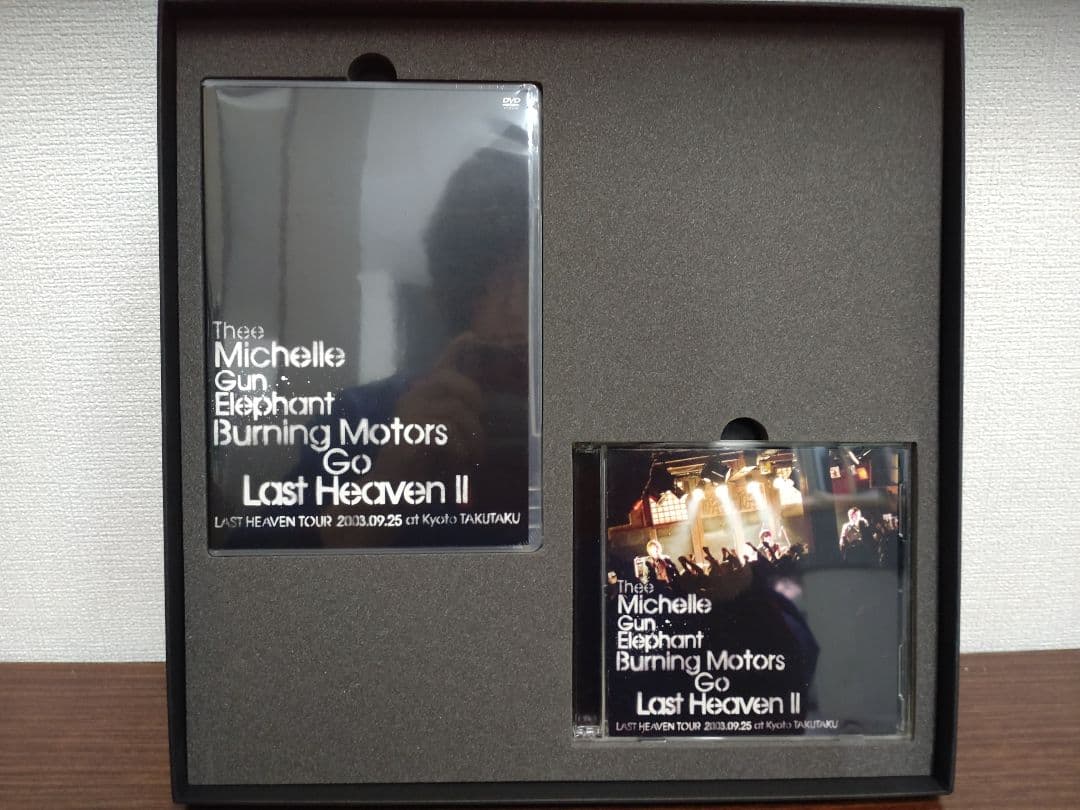 DVD
Thee
Michelle
Gun
Elephant
Burning Motors
Go
Last Heaven II
LAST HEAVEN TOUR 2003.09.25 at Kyoto TAKUTAKU
Thee
Michelle
Gun
Elephant
Burning Motors
Go
Last Heaven II
LAST HEAVEN TOUR 2003.09.25 at Kyoto TAKUTAKU